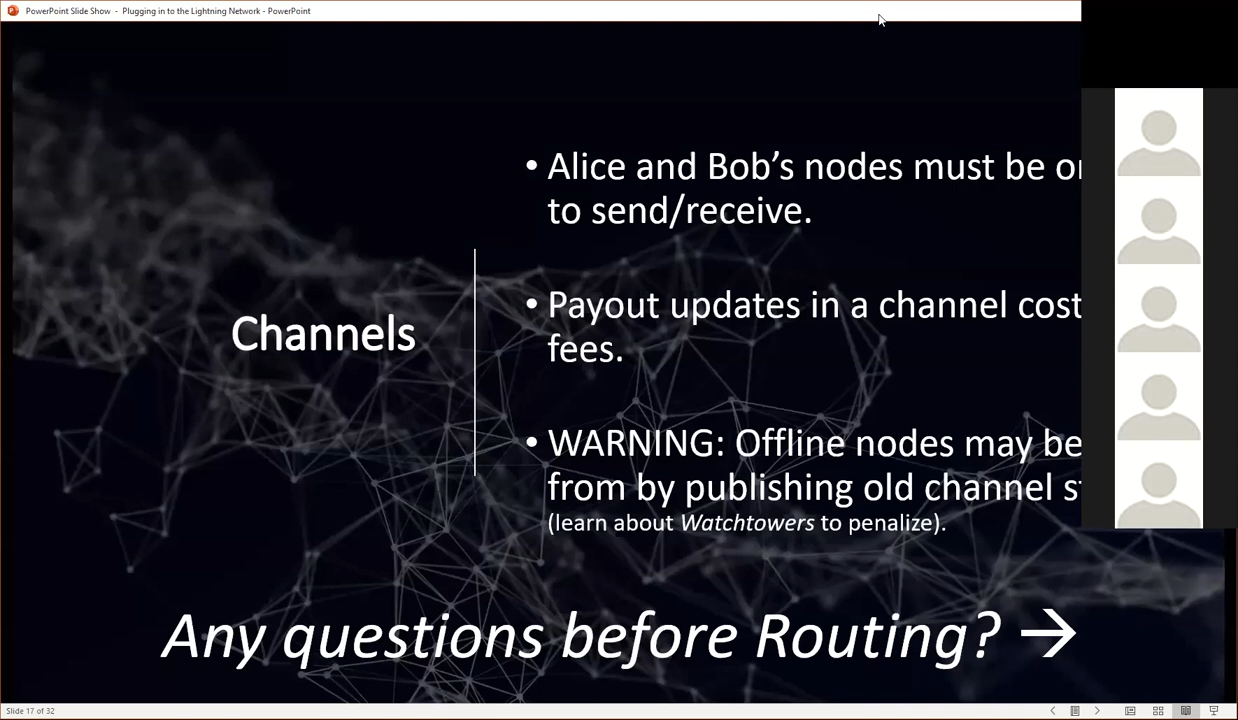 PowerPoint Slide Show - Plugging in to the Lightning Network - PowerPoint
• Alice and Bob’s nodes must be
to send/receive.
Channels
• Payout updates in a channel cost
fees.
• WARNING: Offline nodes may be
from by publishing old channel
(learn about Watchtowers to penalize).
Any questions before Routing? →
Slide 17 of 32